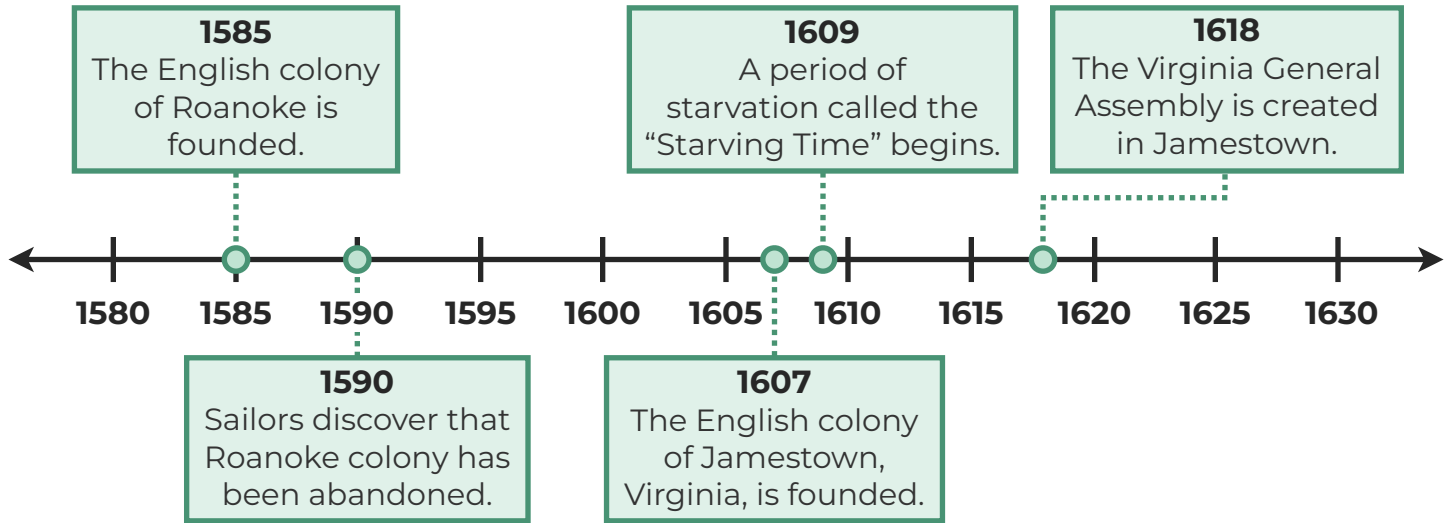 1585
The English colony
of Roanoke is
founded.
1609
A period of
starvation called the
“Starving Time” begins.
1618
The Virginia General
Assembly is created
in Jamestown.
1580 1585 1590 1595 1600 1605 1610 1615 1620 1625 1630
1590
Sailors discover that
Roanoke colony has
been abandoned.
1607
The English colony
of Jamestown,
Virginia, is founded.